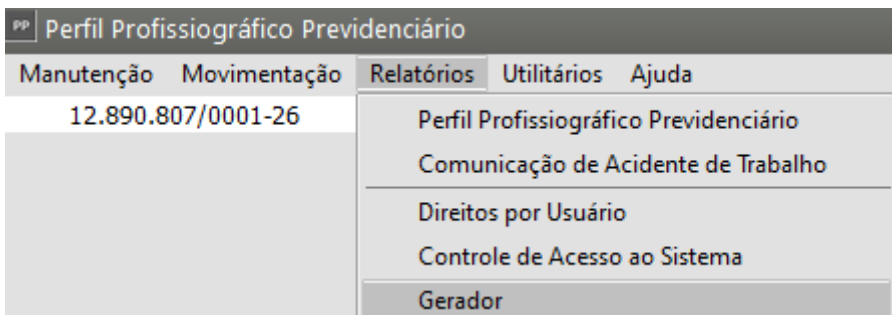 PP Perfil Profissiográfico Previdenciário
Manutenção Movimentação Relatórios Utilitários Ajuda
12.890.807/0001-26
Perfil Profissiográfico Previdenciário
Comunicação de Acidente de Trabalho
Direitos por Usuário
Controle de Acesso ao Sistema
Gerador